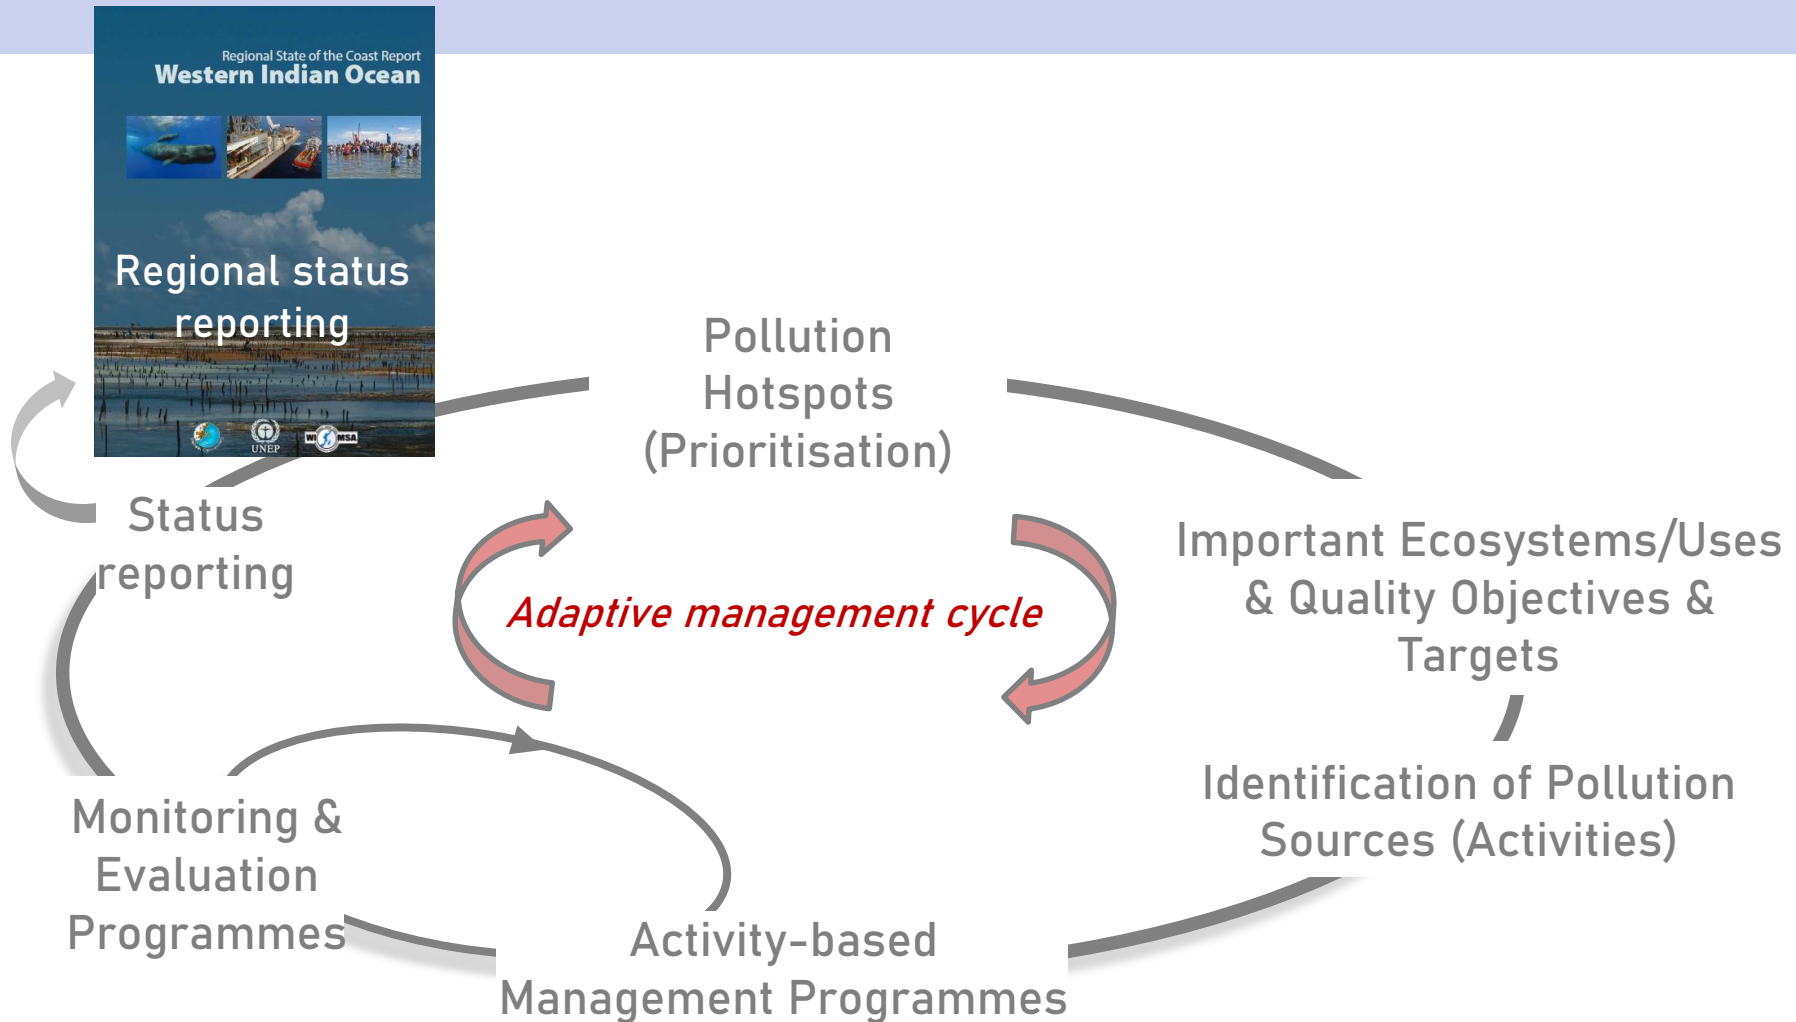 Regional State of the Coast Report
Western Indian Ocean
Regional status
reporting
UNEP
WI MSA
Pollution
Hotspots
(Prioritisation)
Status
reporting
Important Ecosystems/Uses
& Quality Objectives &
Targets
Adaptive management cycle
Identification of Pollution
Sources (Activities)
Monitoring &
Evaluation
Programmes
Activity-based
Management Programmes